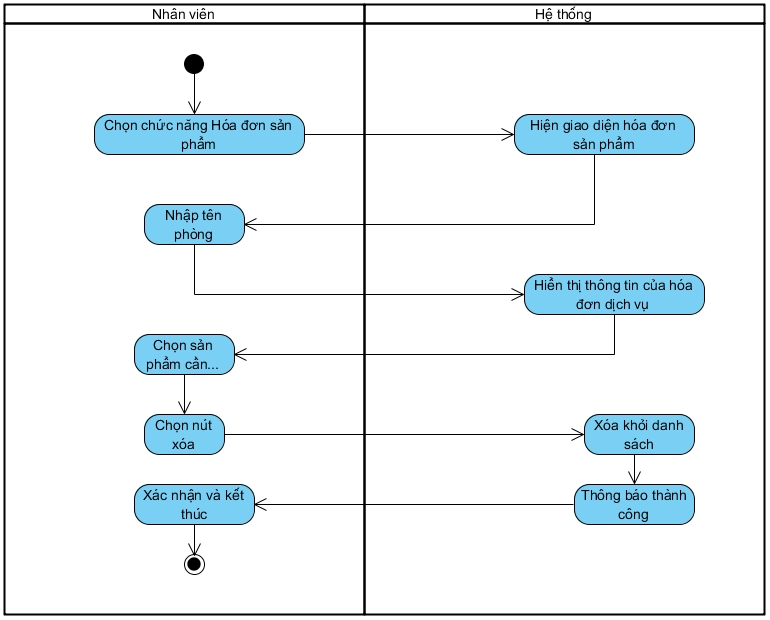 Nhân viên
Hệ thống
Chọn chức năng Hóa đơn sản
phẩm
Hiện giao diện hóa đơn
sản phẩm
Nhập tên
phòng
Hiển thị thông tin của hóa
đơn dịch vụ
Chọn sản
phẩm cần...
Chọn nút
xóa
Xóa khỏi danh
sách
Xác nhận và kết
thúc
Thông báo thành
công